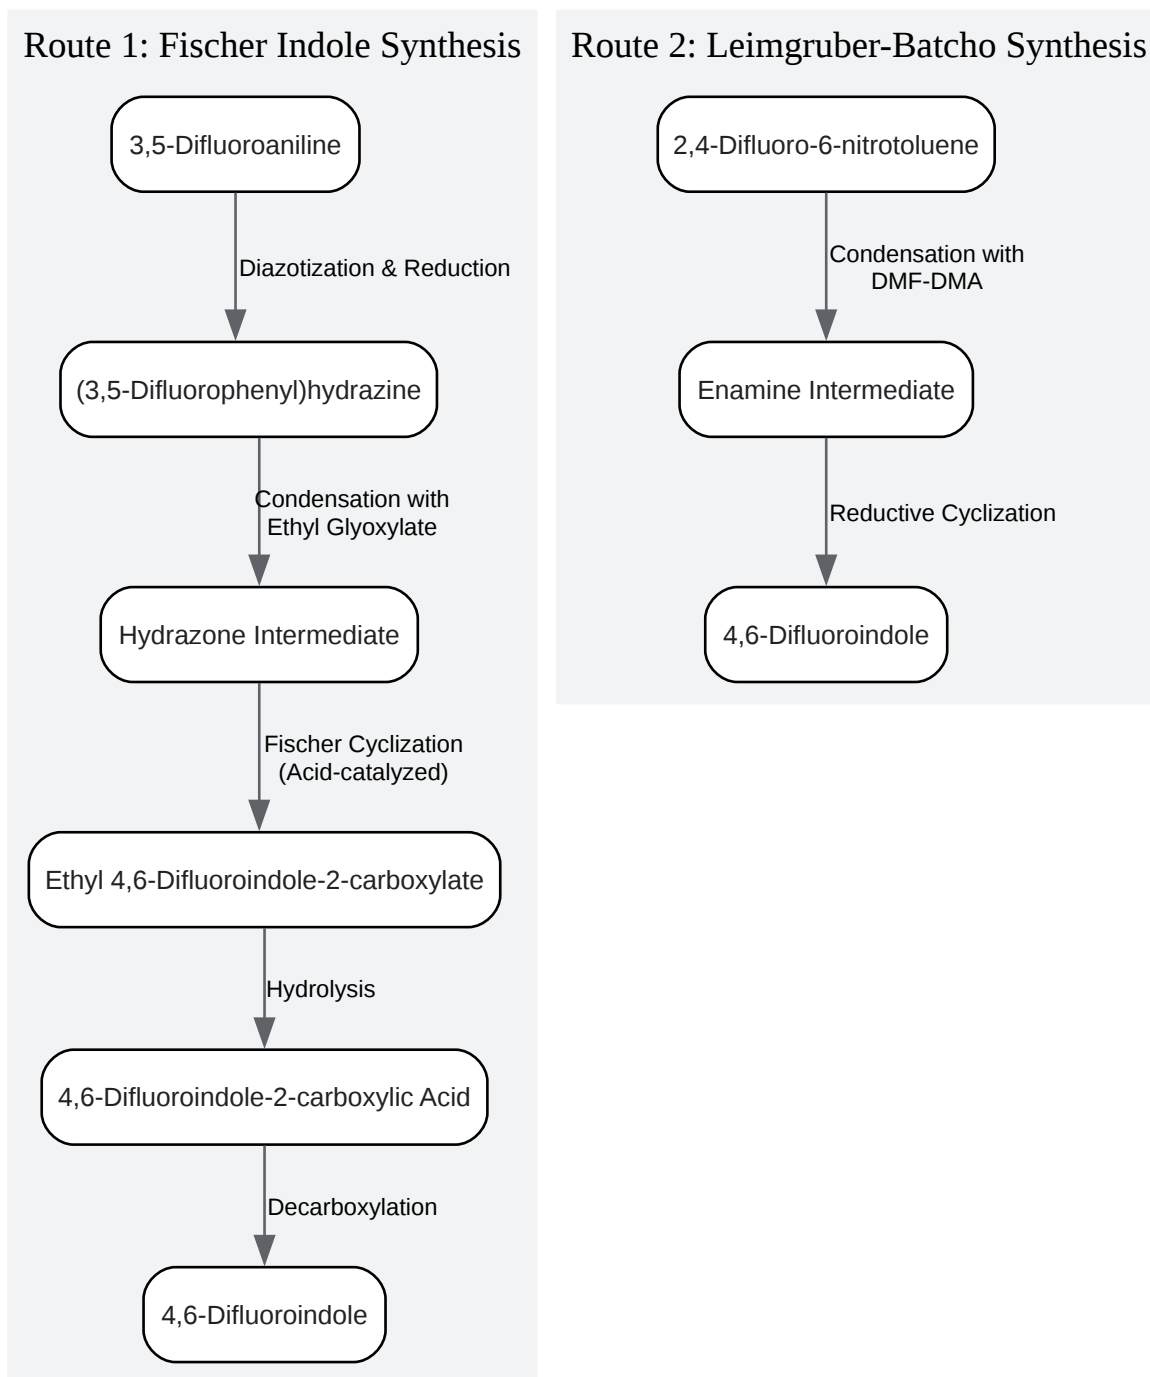 Route 1: Fischer Indole Synthesis
3,5-Difluoroaniline
Diazotization & Reduction
(3,5-Difluorophenyl)hydrazine
Condensation with
Ethyl Glyoxylate
Hydrazone Intermediate
Fischer Cyclization
(Acid-catalyzed)
Ethyl 4,6-Difluoroindole-2-carboxylate
Hydrolysis
4,6-Difluoroindole-2-carboxylic Acid
Decarboxylation
4,6-Difluoroindole
Route 2: Leimgruber-Batcho Synthesis
2,4-Difluoro-6-nitrotoluene
Condensation with
DMF-DMA
Enamine Intermediate
Reductive Cyclization
4,6-Difluoroindole